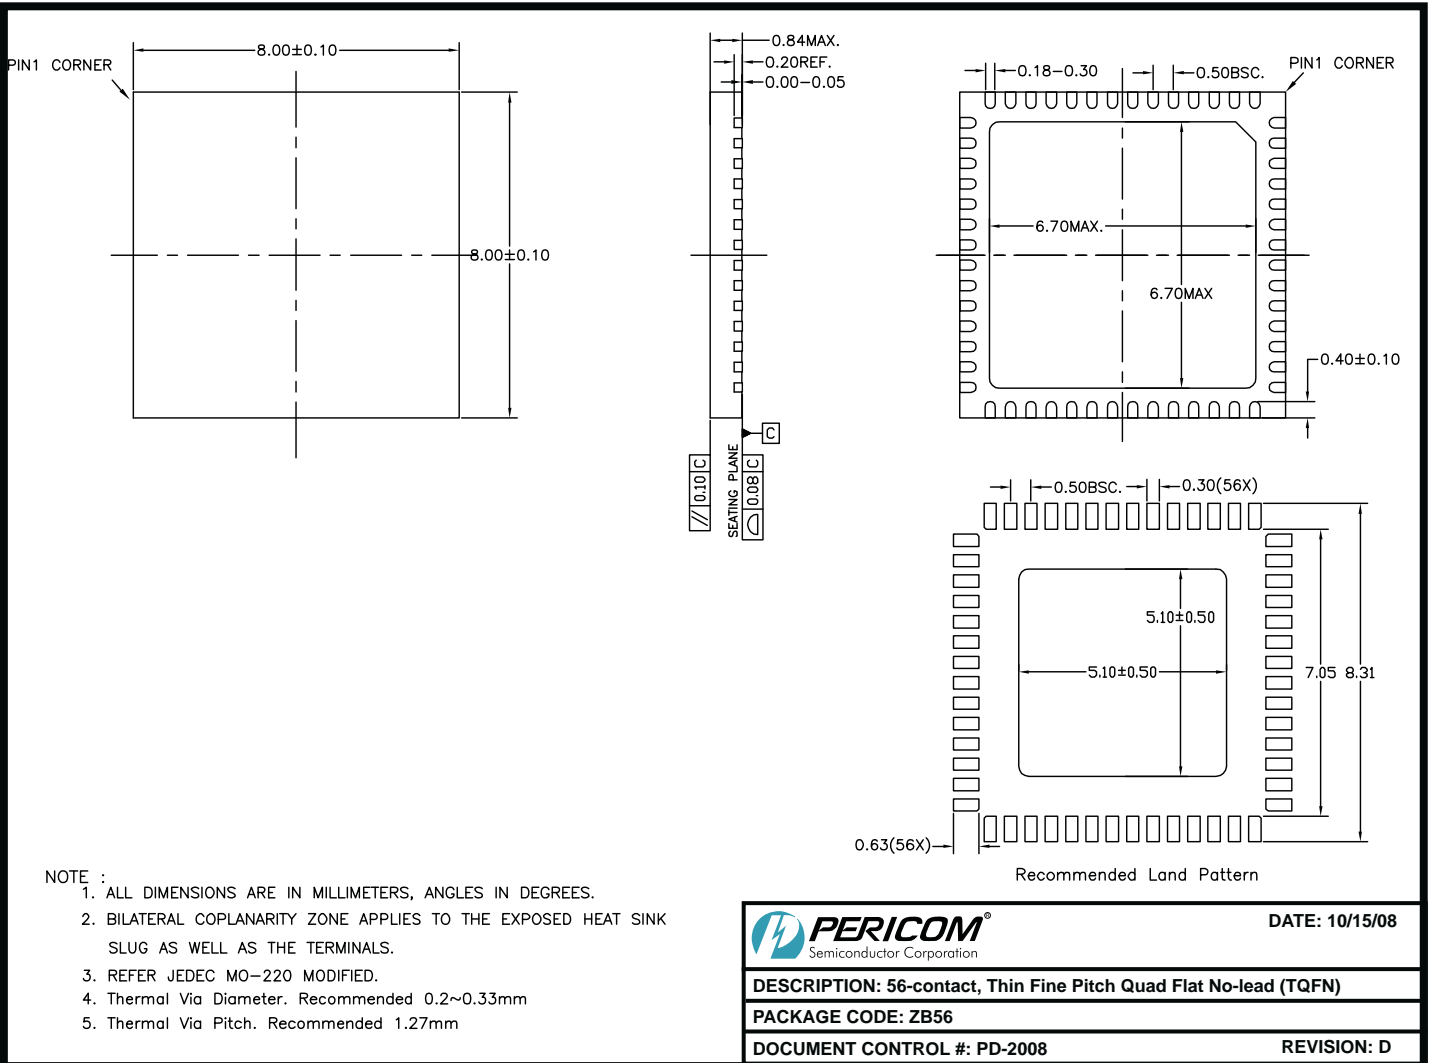 8.00±0.10
PIN1 CORNER
8.00±0.10
0.84MAX.
0.20REF.
0.00-0.05
C
// 0.10 C
SEATING PLANE
0.08 C
0.18-0.30
0.50BSC.
PIN1 CORNER
6.70MAX.
6.70MAX
0.40±0.10
0.50BSC.
0.30(56X)
5.10±0.50
5.10±0.50
7.05 8.31
0.63(56X)
Recommended Land Pattern
NOTE :
1. ALL DIMENSIONS ARE IN MILLIMETERS, ANGLES IN DEGREES.
2. BILATERAL COPLANARITY ZONE APPLIES TO THE EXPOSED HEAT SINK
SLUG AS WELL AS THE TERMINALS.
3. REFER JEDEC MO-220 MODIFIED.
4. Thermal Via Diameter. Recommended 0.2~0.33mm
5. Thermal Via Pitch. Recommended 1.27mm
PERICOM®
Semiconductor Corporation
DATE: 10/15/08
DESCRIPTION: 56-contact, Thin Fine Pitch Quad Flat No-lead (TQFN)
PACKAGE CODE: ZB56
DOCUMENT CONTROL #: PD-2008
REVISION: D